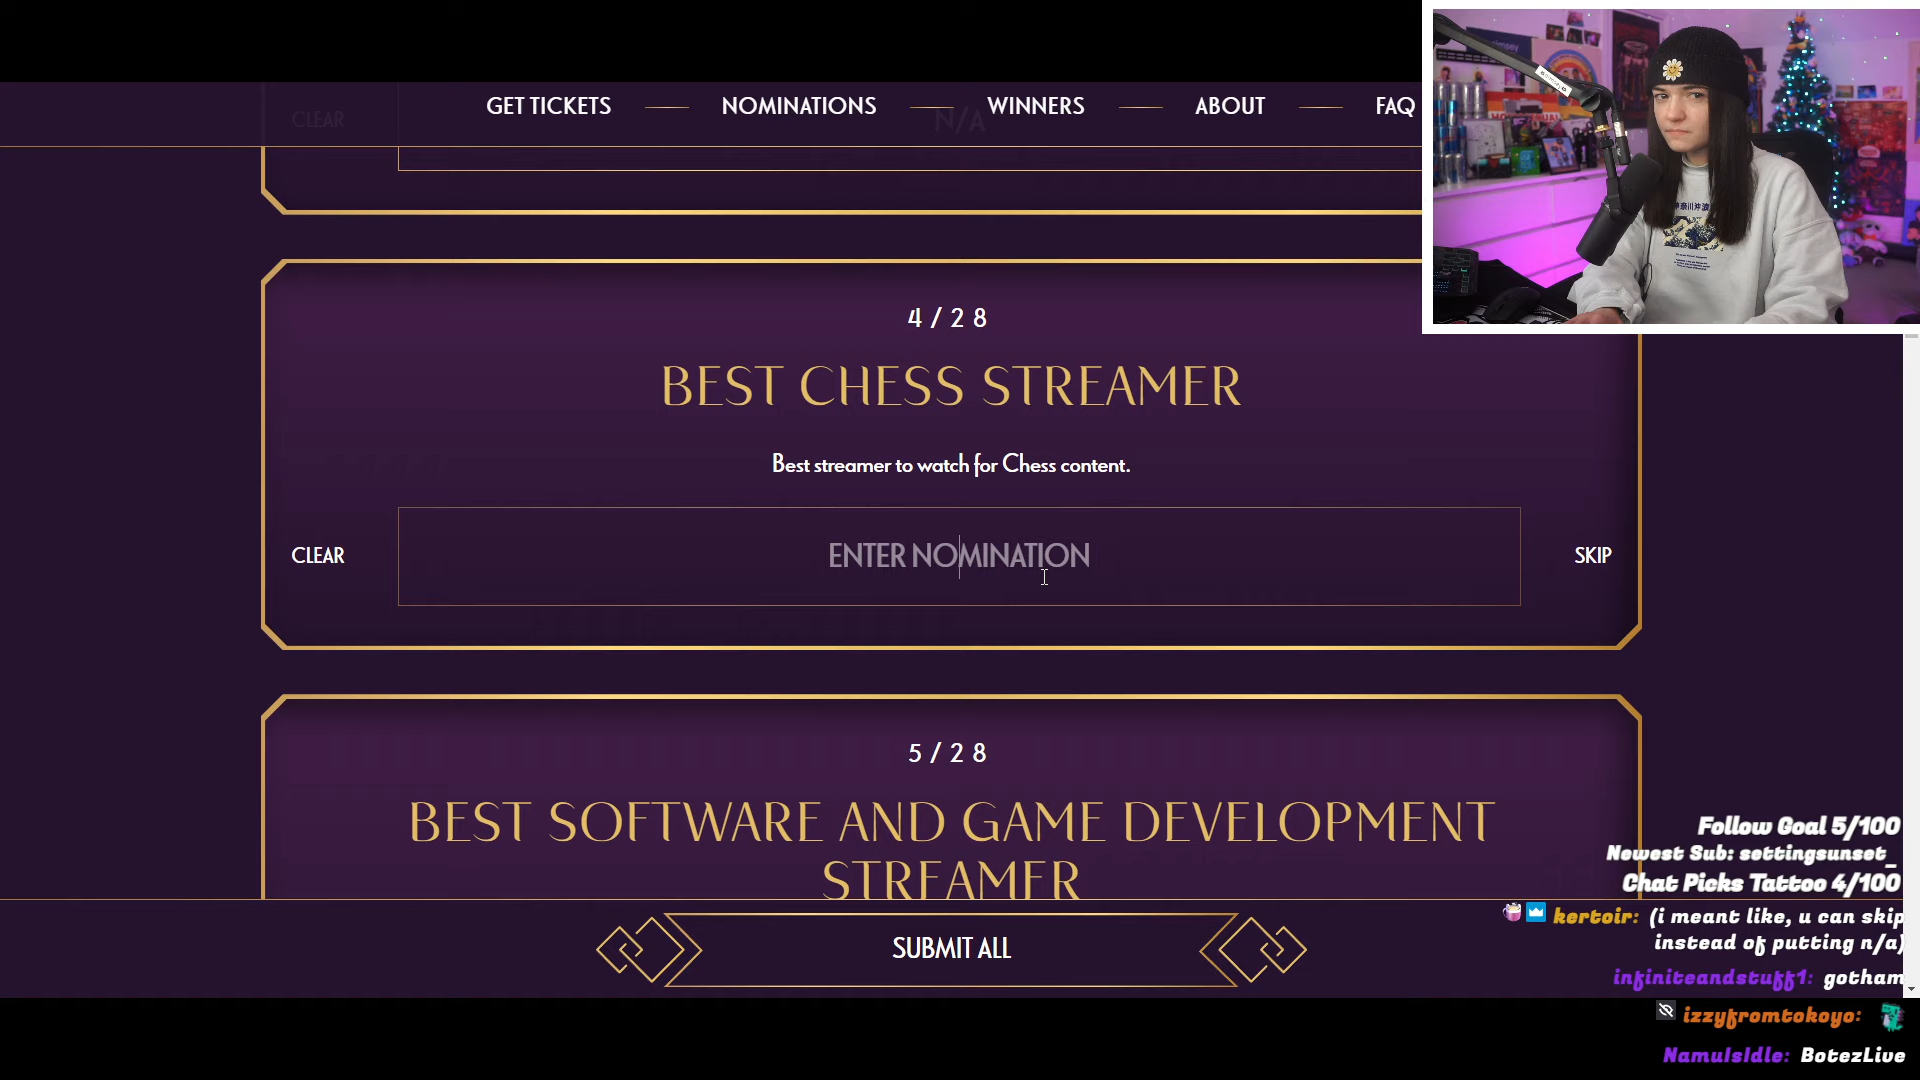 GET TICKETS
NOMINATIONS
WINNERS
ABOUT
FAQ
CLEAR
N/A
4/28
BEST CHESS STREAMER
Best streamer to watch for Chess content.
CLEAR
ENTER NOMINATION
SKIP
5/28
BEST SOFTWARE AND GAME DEVELOPMENT
STREAMER
SUBMIT ALL
Follow Goal 5/100
Newest Sub: settingsunset_
Chat Picks Tattoo 4/100
kertoir: (i meant like, u can skip
instead of putting n/a)
infiniteandstuff1: gotham
izzyfromtokoyo:
NamuIsIdle: BotezLive